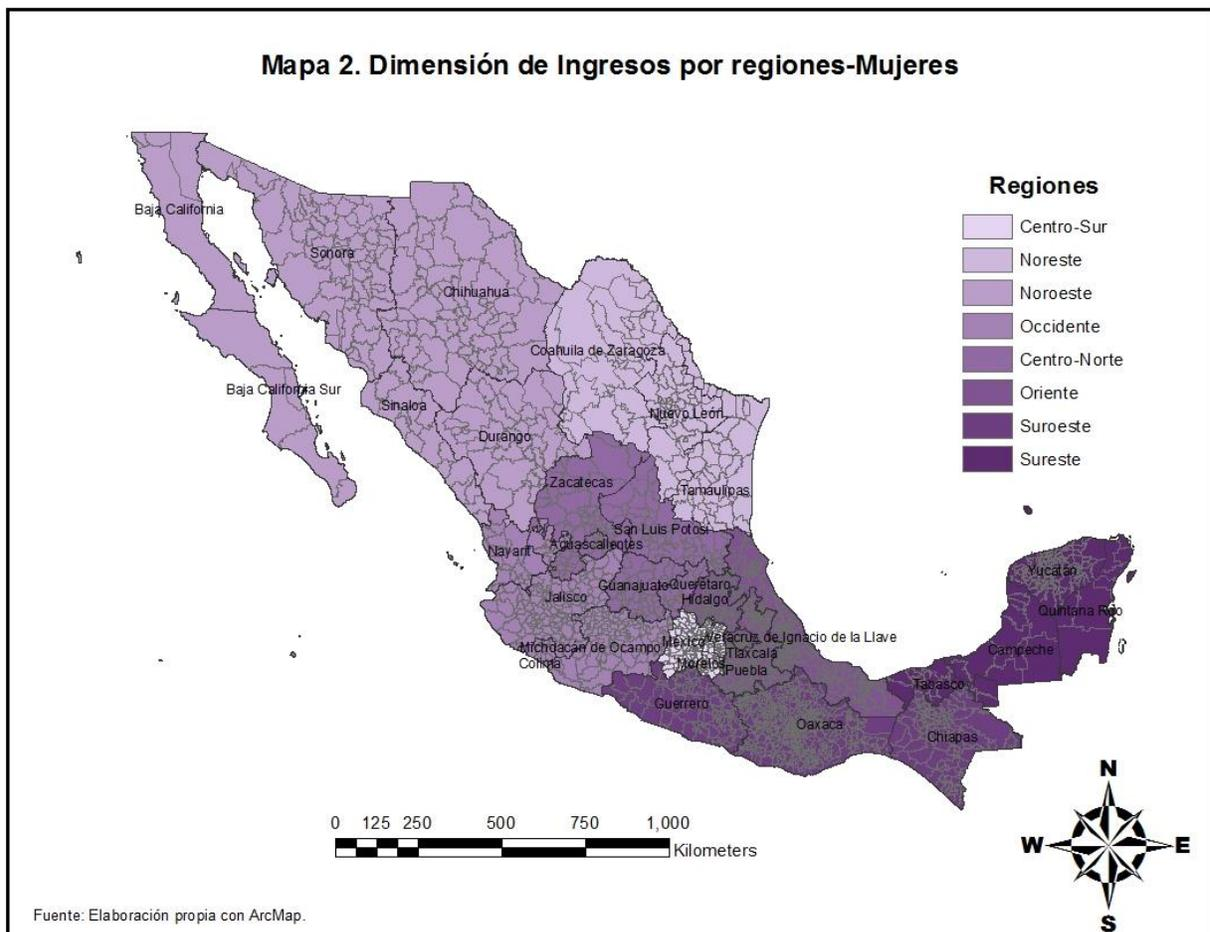 Mapa 2. Dimensión de Ingresos por regiones-Mujeres
Regiones
Centro-Sur
Noreste
Noroeste
Occidente
Centro-Norte
Oriente
Suroeste
Sureste
Baja California
Sonora
Chihuahua
Coahuila de Zaragoza
Baja California Sur
Sinaloa
Nuevo León
Durango
Zacatecas
Tamaulipas
San Luis Potosí
Nayarit
Aguascalientes
Guanajuato
Querétaro
Hidalgo
Jalisco
Yucatán
Quintana Roo
México
Veracruz de Ignacio de la Llave
Michoacán de Ocampo
Tlaxcala
Campeche
Colima
Morelos
Puebla
Tabasco
Guerrero
Oaxaca
Chiapas
0 125 250 500 750 1,000
Kilometers
N
W E
S
Fuente: Elaboración propia con ArcMap.